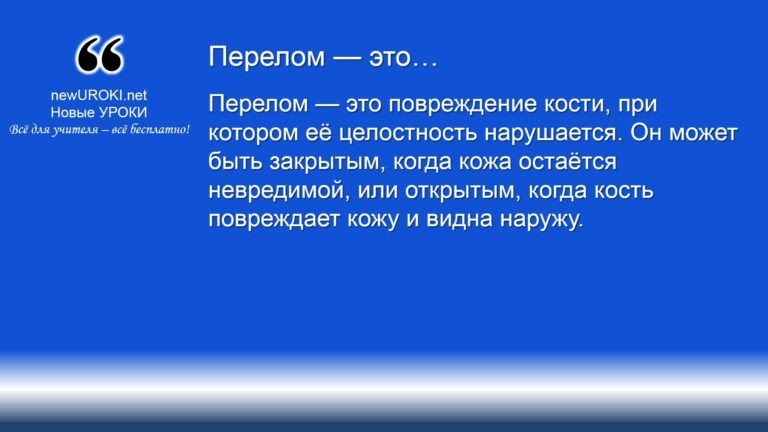 ❝
newUROKI.net
Новые УРОКИ
Всё для учителя – всё бесплатно!
Перелом — это…
Перелом — это повреждение кости, при
котором её целостность нарушается. Он может
быть закрытым, когда кожа остаётся
невредимой, или открытым, когда кость
повреждает кожу и видна наружу.